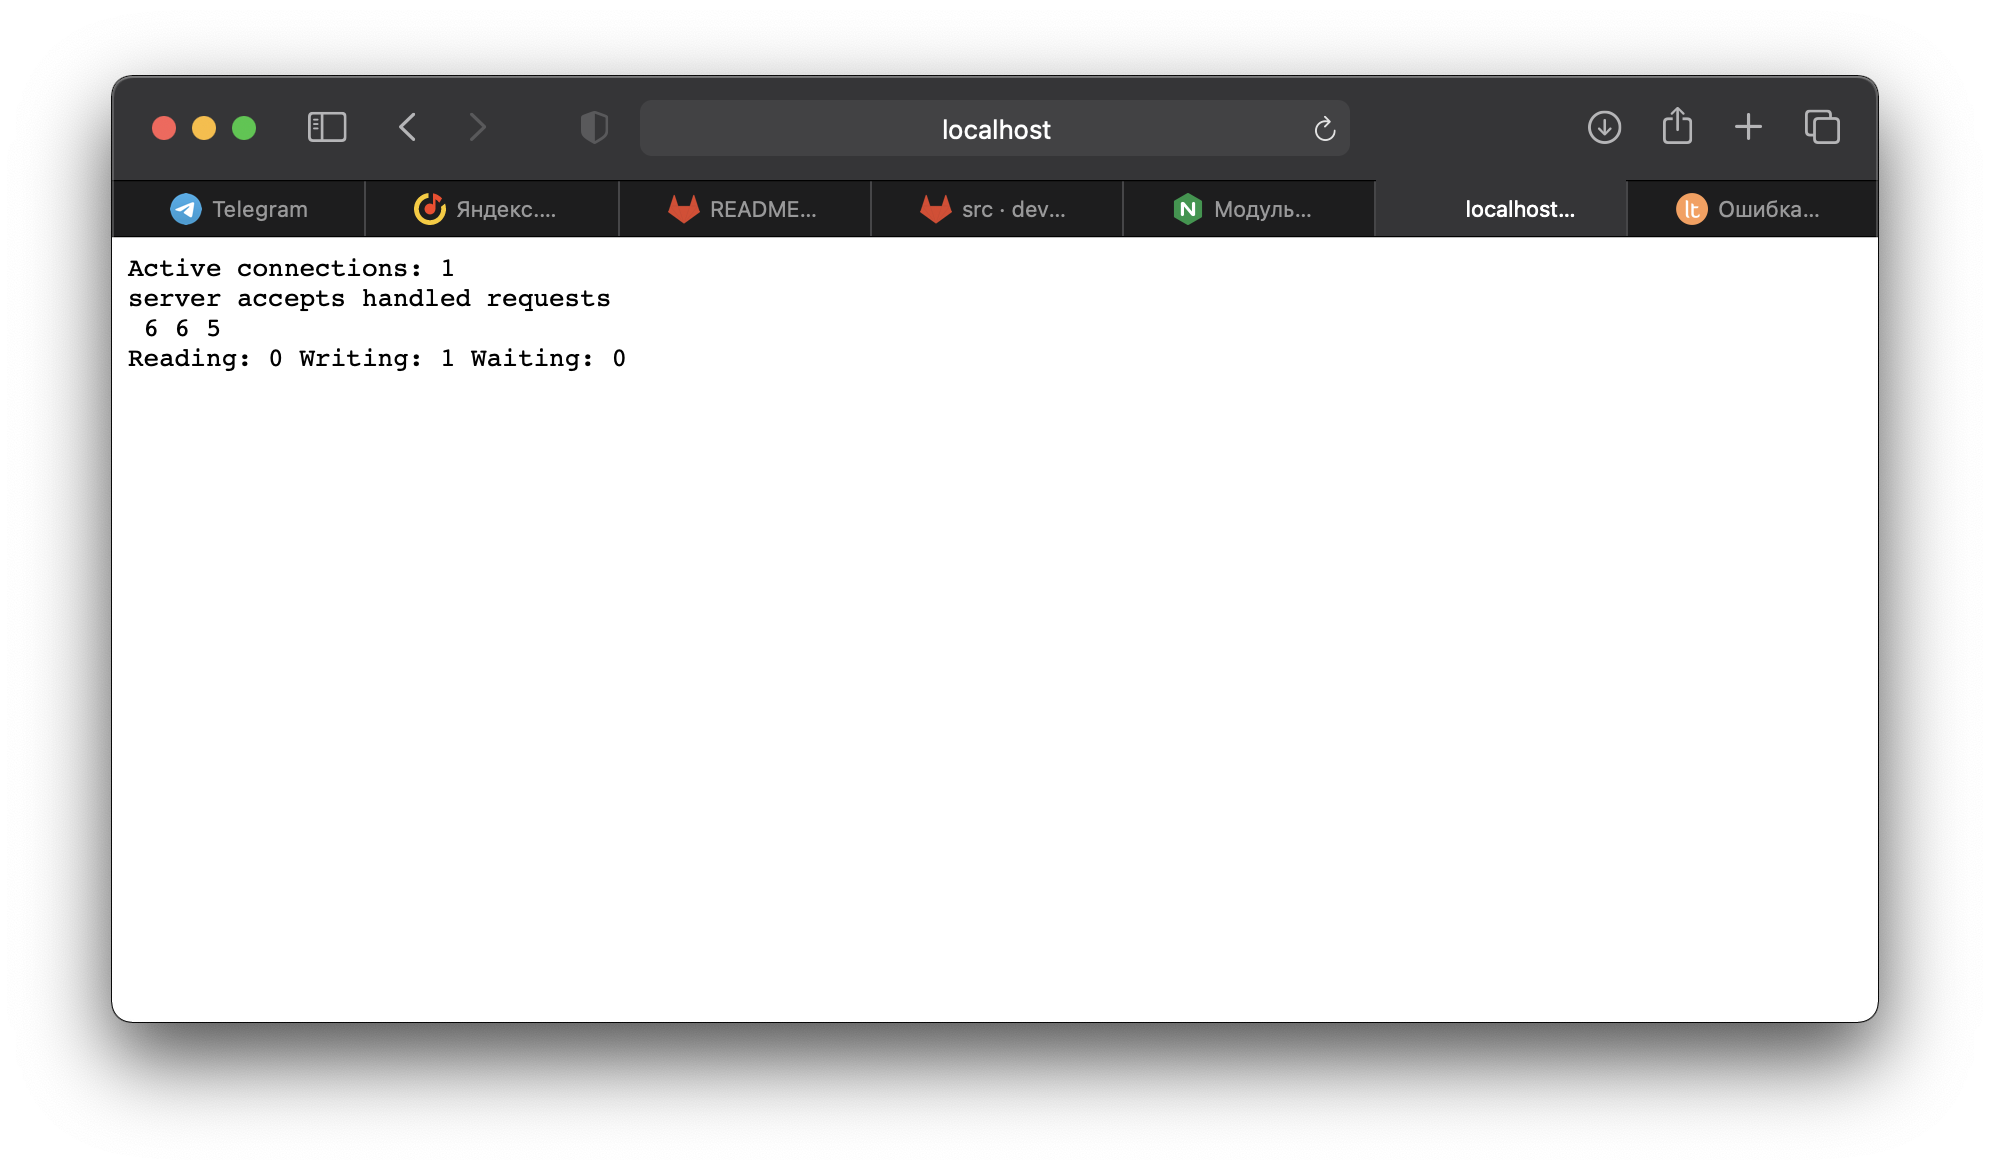 localhost
Telegram
Яндекс....
README...
src · dev...
N Модуль...
localhost...
lt Ошибка...
Active connections: 1
server accepts handled requests
6 6 5
Reading: 0 Writing: 1 Waiting: 0